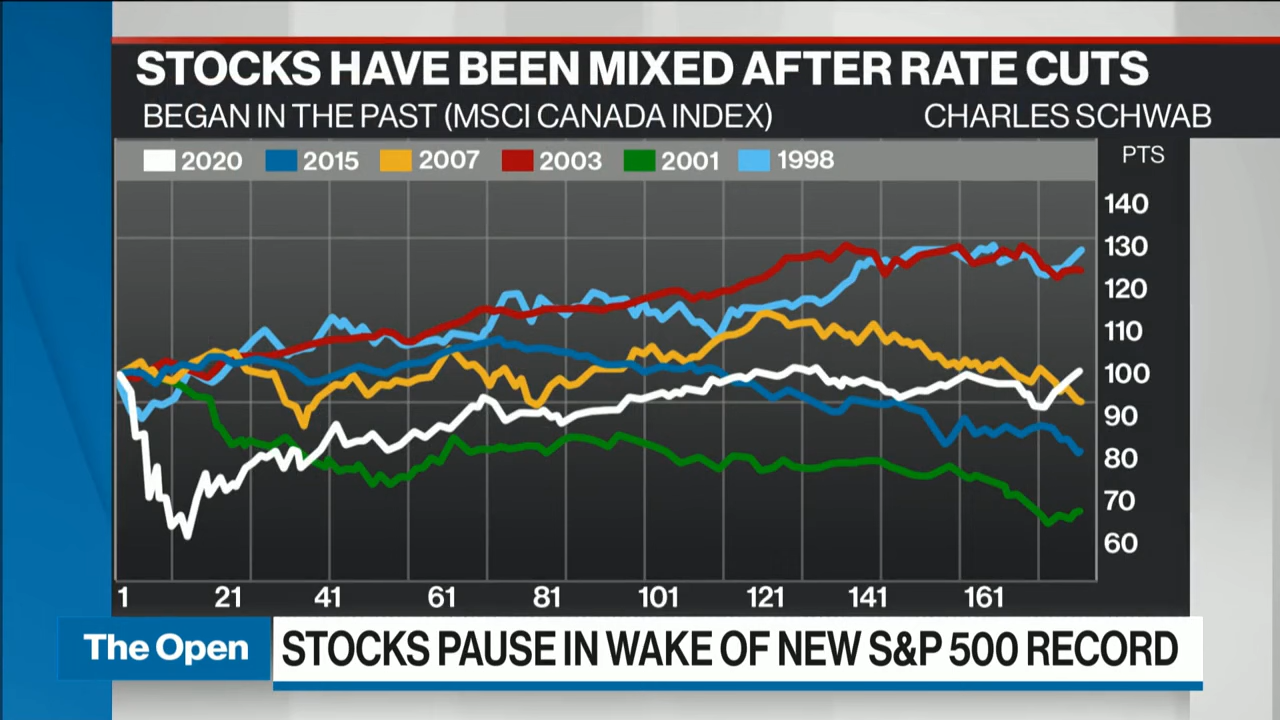 STOCKS HAVE BEEN MIXED AFTER RATE CUTS
BEGAN IN THE PAST (MSCI CANADA INDEX) CHARLES SCHWAB
2020 2015 2007 2003 2001 1998 PTS
140
130
120
110
100
90
80
70
60
1 21 41 61 81 101 121 141 161
The Open STOCKS PAUSE IN WAKE OF NEW S&P 500 RECORD